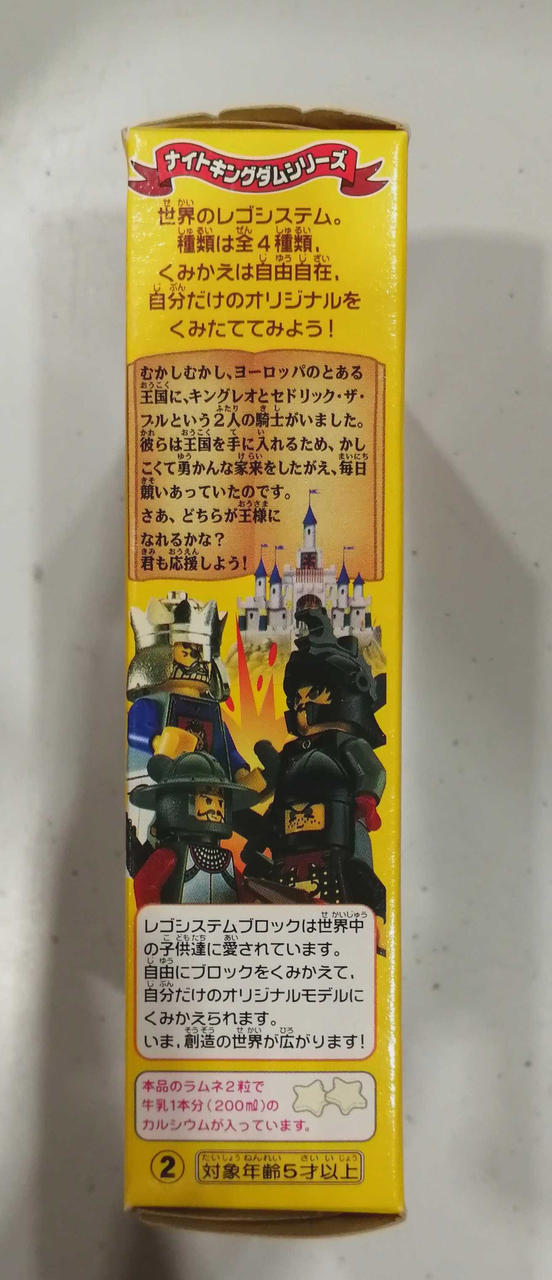 ナイトキングダムシリーズ
世界のレゴシステム。
種類は全4種類，
くみかえは自由自在，
自分だけのオリジナルを
くみたててみよう！
むかしむかし、ヨーロッパのとある
王国に、キングレオとセドリック・ザ・
ブルという2人の騎士がいました。
彼らは王国を手に入れるため、かし
こくて勇かんな家来をしたがえ、毎日
競いあっていたのです。
さあ、どちらが王様に
なれるかな？
君も応援しよう！
レゴシステムブロックは世界中
の子供達に愛されています。
自由にブロックをくみかえて，
自分だけのオリジナルモデルに
くみかえられます。
いま，創造の世界が広がります！
本品のラムネ2粒で
牛乳1本分（200㎖）の
カルシウムが入っています。
② 対象年齢5才以上